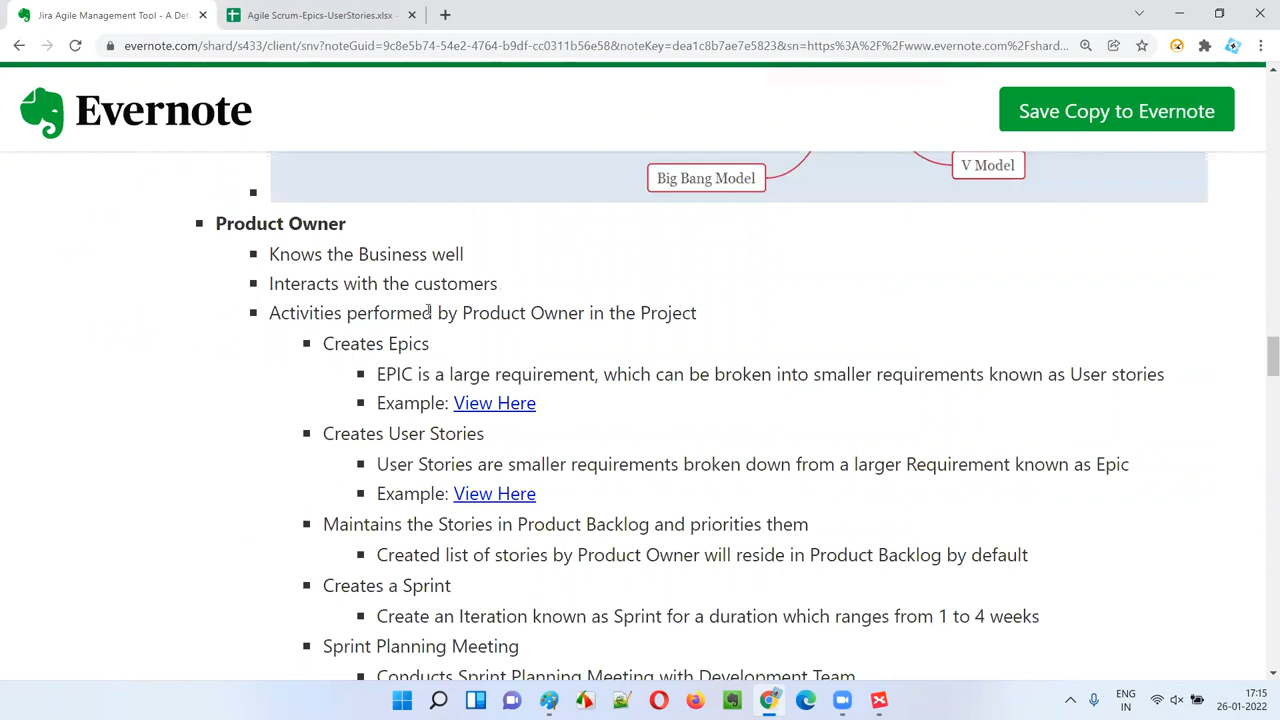 Jira Agile Management Tool - A Det
Agile Scrum-Epics-UserStories.xlsx
evernote.com/shard/s433/client/snv?noteGuid=9c8e5b74-54e2-4764-b9df-cc0311b56e58&noteKey=dea1c8b7ae7c5823&sn=https%3A%2F%2Fwww.evernote.com%2Fshard...
Evernote
Save Copy to Evernote
V Model
Big Bang Model
Product Owner
Knows the Business well
Interacts with the customers
Activities performed by Product Owner in the Project
Creates Epics
EPIC is a large requirement, which can be broken into smaller requirements known as User stories
Example: View Here
Creates User Stories
User Stories are smaller requirements broken down from a larger Requirement known as Epic
Example: View Here
Maintains the Stories in Product Backlog and priorities them
Created list of stories by Product Owner will reside in Product Backlog by default
Creates a Sprint
Create an Iteration known as Sprint for a duration which ranges from 1 to 4 weeks
Sprint Planning Meeting
Conducts Sprint Planning Meeting with Development Team
ENG
IN
17:15
26-01-2022